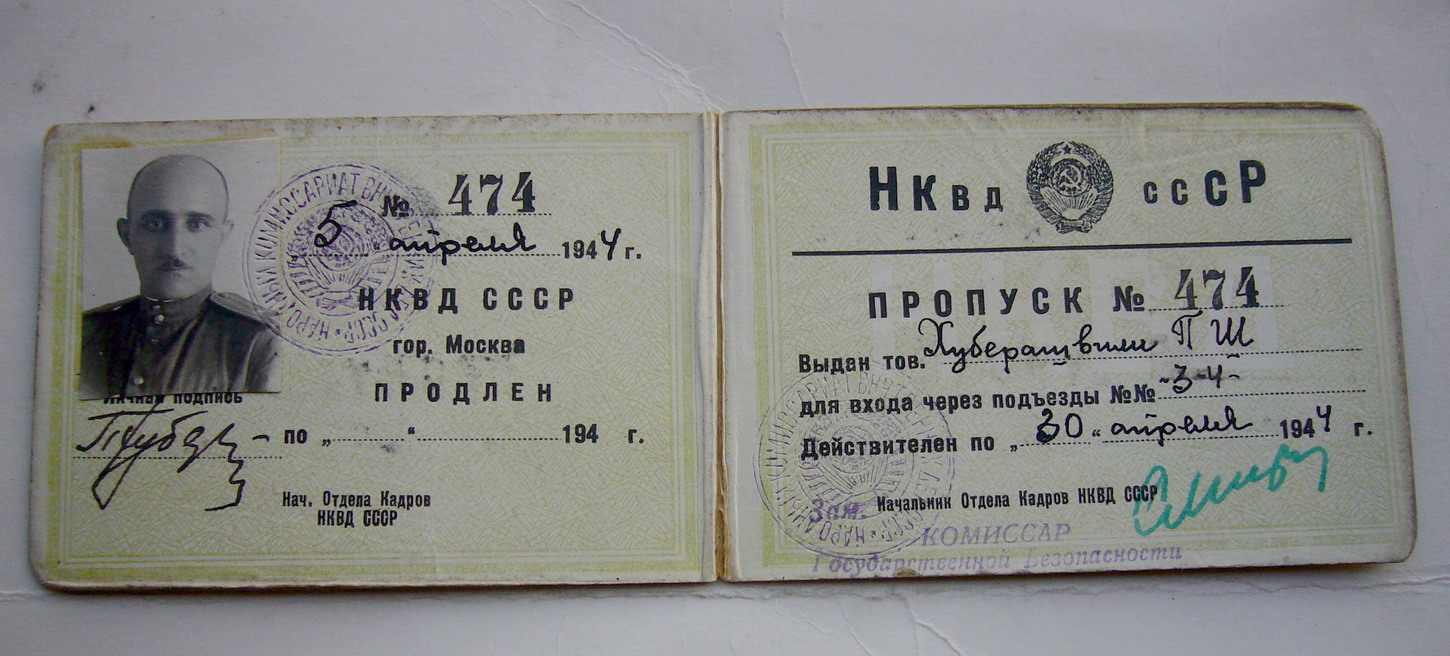 № 474
5 апреля 1944 г.
НКВД СССР
гор. Москва
ПРОДЛЕН
Личная подпись
по „ “ 194 г.
Нач. Отдела Кадров
НКВД СССР
НКВД СССР
ПРОПУСК № 474
Выдан тов. Хуберашвили П Ш
для входа через подъезды №№ -3-4-
Действителен по „ 30 “ апреля 1944 г.
Зам. Начальник Отдела Кадров НКВД СССР
КОМИССАР
Государственной Безопасности